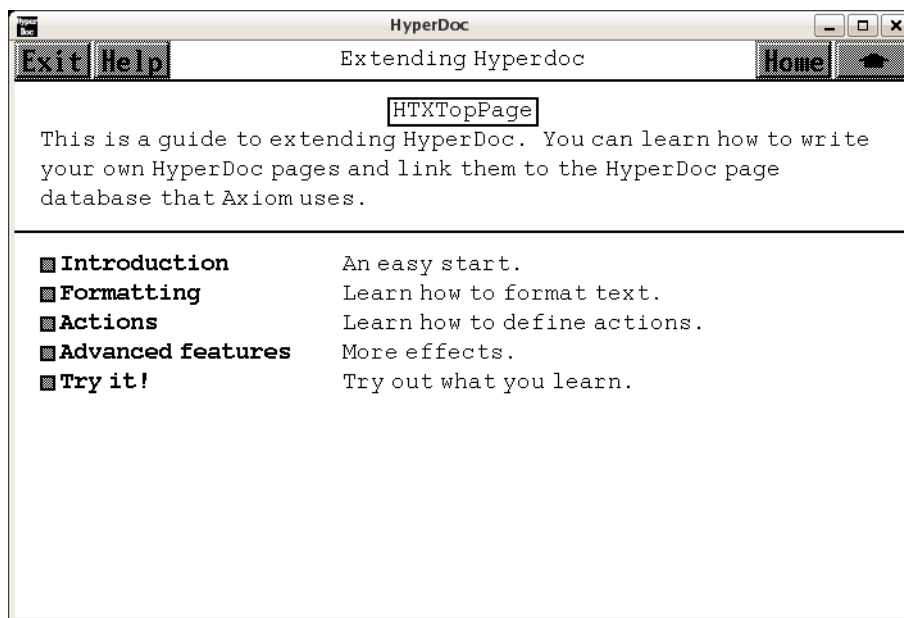 Hyper Doc
HyperDoc
Exit Help Extending Hyperdoc Home
HTXTopPage
This is a guide to extending HyperDoc. You can learn how to write
your own HyperDoc pages and link them to the HyperDoc page
database that Axiom uses.
Introduction An easy start.
Formatting Learn how to format text.
Actions Learn how to define actions.
Advanced features More effects.
Try it! Try out what you learn.